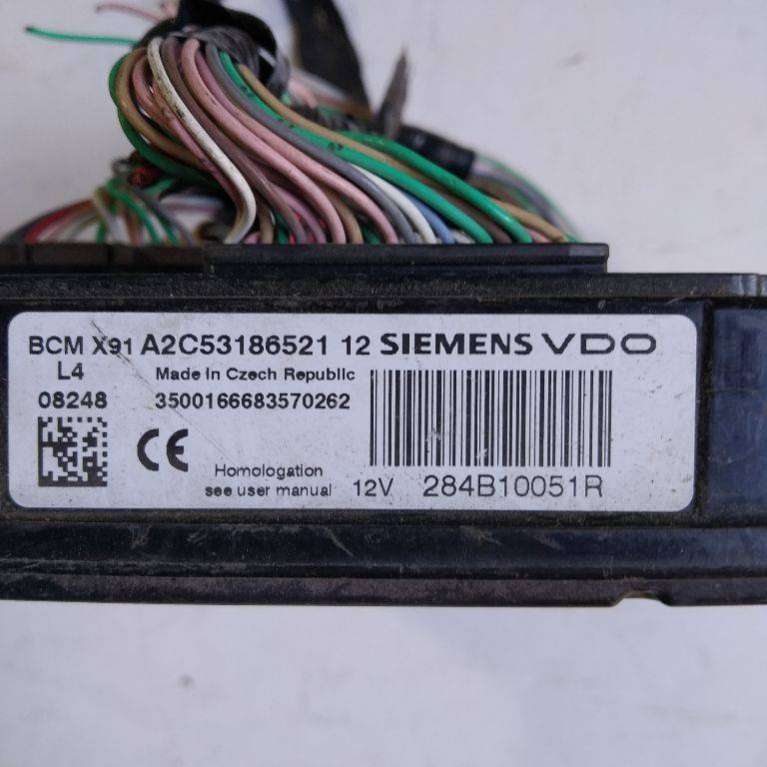 BCM X91 A2C53186521 12 SIEMENS VDO
L4 Made In Czech Republic
08248 3500166683570262
CE
Homologation
see user manual 12V 284B10051R